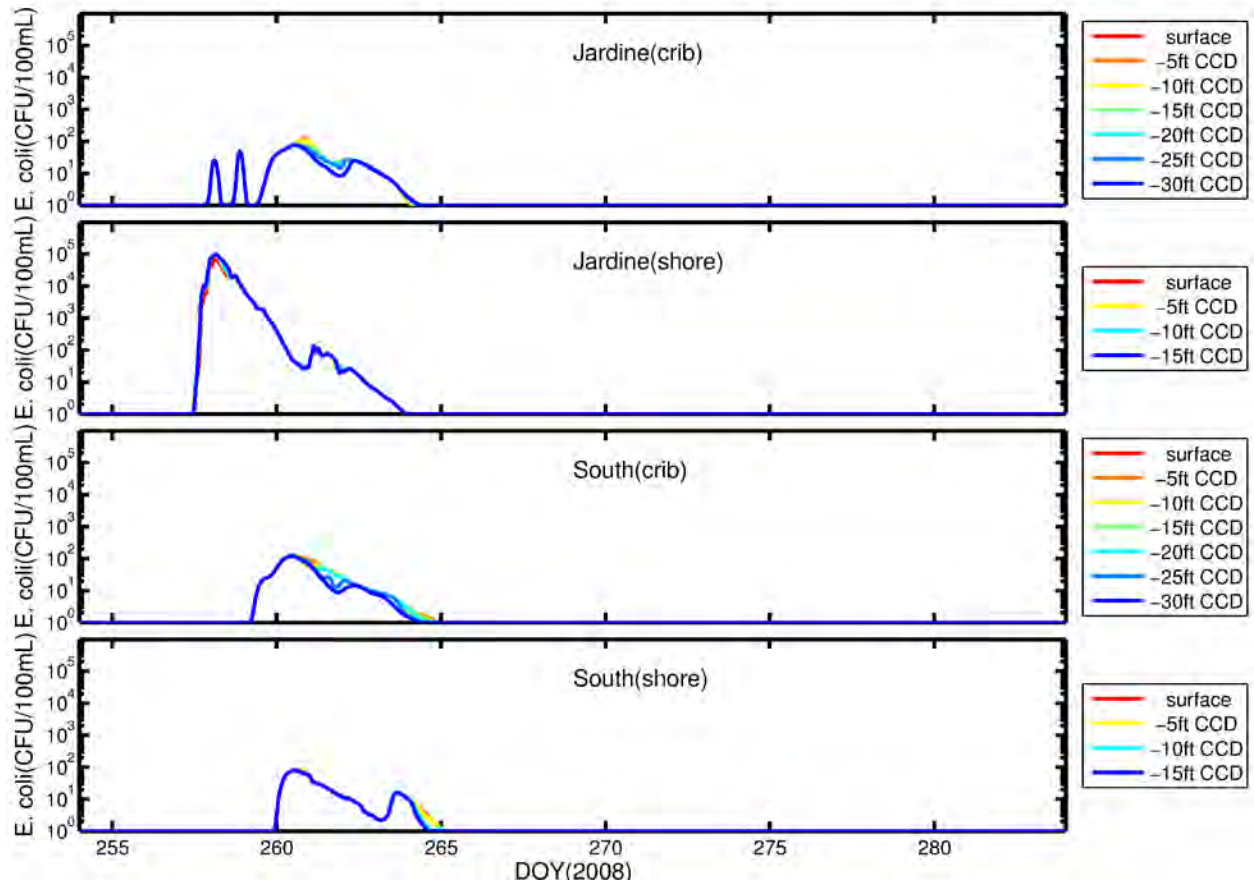 E. coli(CFU/100mL)
10^5
10^4
10^3
10^2
10^1
10^0
Jardine(crib)
surface
-5ft CCD
-10ft CCD
-15ft CCD
-20ft CCD
-25ft CCD
-30ft CCD
E. coli(CFU/100mL)
10^5
10^4
10^3
10^2
10^1
10^0
Jardine(shore)
surface
-5ft CCD
-10ft CCD
-15ft CCD
E. coli(CFU/100mL)
10^5
10^4
10^3
10^2
10^1
10^0
South(crib)
surface
-5ft CCD
-10ft CCD
-15ft CCD
-20ft CCD
-25ft CCD
-30ft CCD
E. coli(CFU/100mL)
10^5
10^4
10^3
10^2
10^1
10^0
South(shore)
surface
-5ft CCD
-10ft CCD
-15ft CCD
255 260 265 270 275 280
DOY(2008)